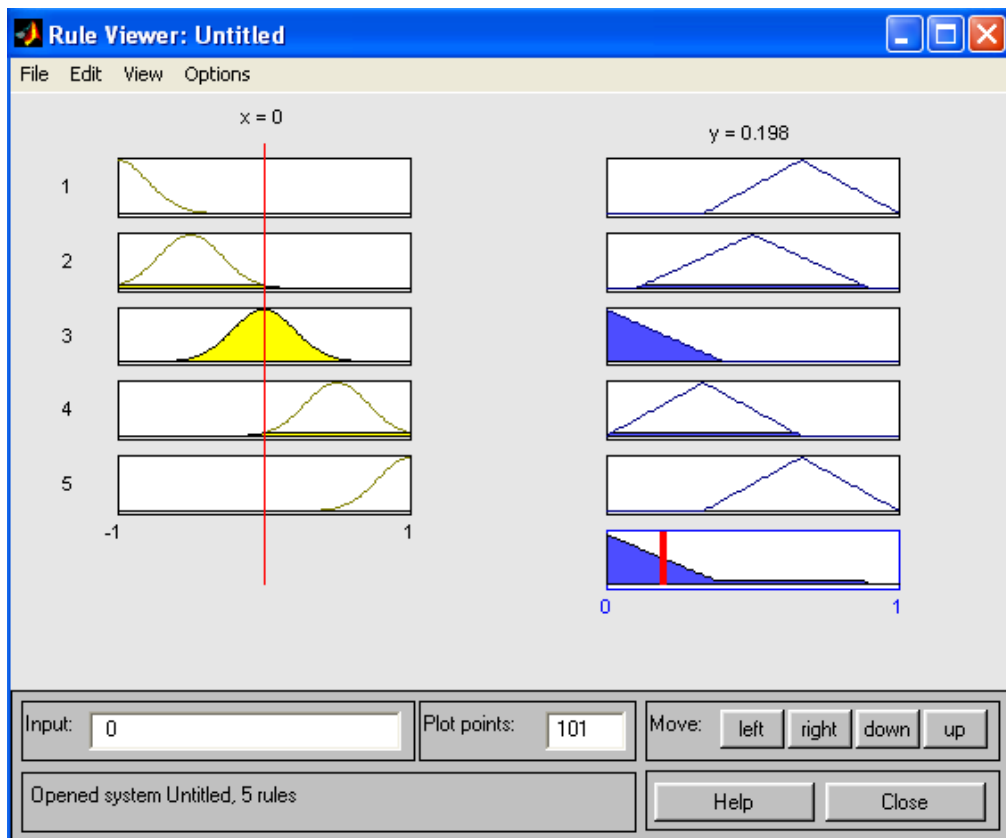 Rule Viewer: Untitled
File Edit View Options
x = 0
y = 0.198
1
2
3
4
5
-1 1
0 1
Input: 0
Plot points: 101
Move: left right down up
Opened system Untitled, 5 rules
Help Close